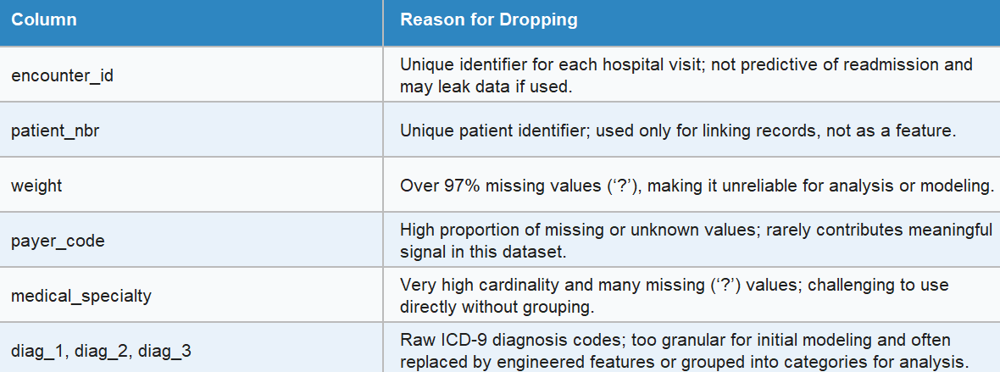 Column
Reason for Dropping
encounter_id
Unique identifier for each hospital visit; not predictive of readmission and
may leak data if used.
patient_nbr
Unique patient identifier; used only for linking records, not as a feature.
weight
Over 97% missing values (‘?’), making it unreliable for analysis or modeling.
payer_code
High proportion of missing or unknown values; rarely contributes meaningful
signal in this dataset.
medical_specialty
Very high cardinality and many missing (‘?’) values; challenging to use
directly without grouping.
diag_1, diag_2, diag_3
Raw ICD-9 diagnosis codes; too granular for initial modeling and often
replaced by engineered features or grouped into categories for analysis.